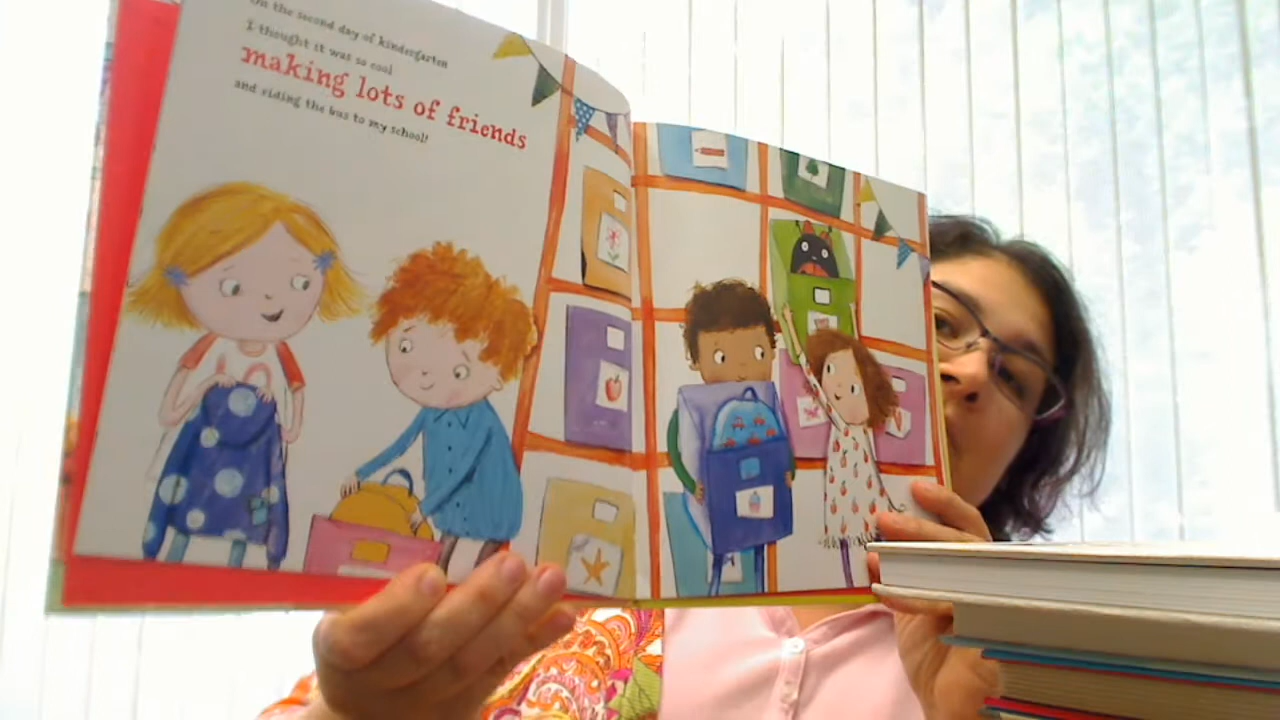 On the second day of kindergarten
I thought it was so cool
making lots of friends
and riding the bus to my school!